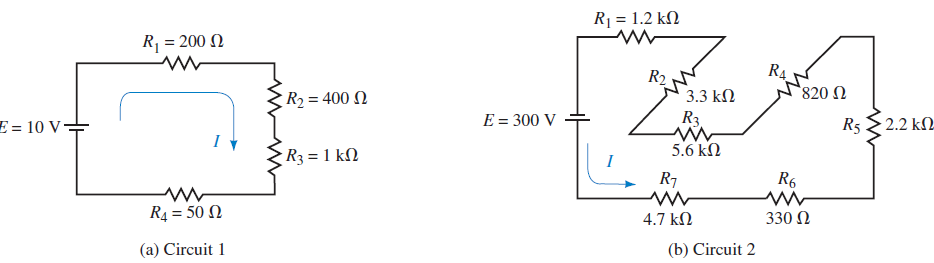 R₁ = 200 Ω
R₂ = 400 Ω
E = 10 V
I
R₃ = 1 kΩ
R₄ = 50 Ω
(a) Circuit 1
R₁ = 1.2 kΩ
R₂
3.3 kΩ
R₄
820 Ω
E = 300 V
R₃
5.6 kΩ
R₅
2.2 kΩ
I
R₇
4.7 kΩ
R₆
330 Ω
(b) Circuit 2